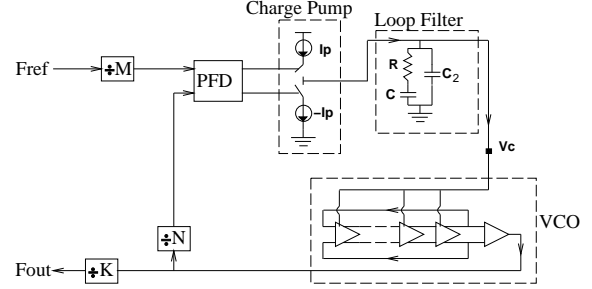 Charge Pump
Loop Filter
Ip
Fref
÷M
PFD
R
C
C2
–Ip
Vc
VCO
÷N
Fout
÷K